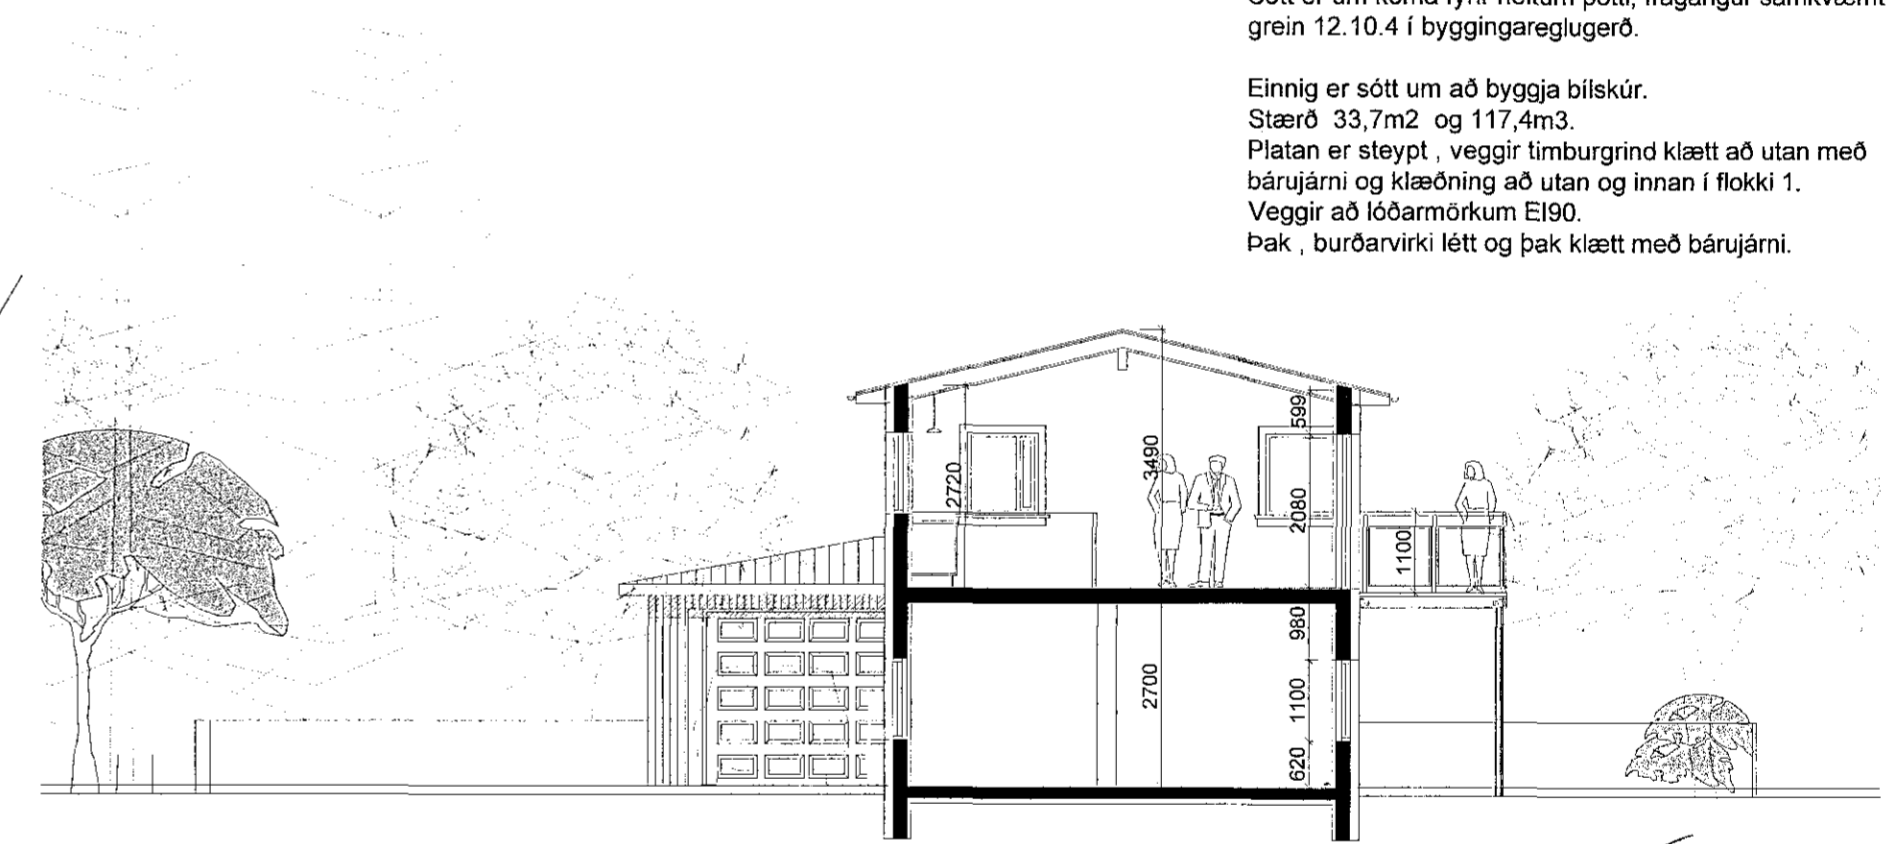 grein 12.10.4 í byggingareglugerð.
Einnig er sótt um að byggja bílskúr.
Stærð 33,7m2 og 117,4m3.
Platan er steypt , veggir timburgrind klætt að utan með
bárujárni og klæðning að utan og innan í flokki 1.
Veggir að lóðarmörkum EI90.
Þak , burðarvirki létt og þak klætt með bárujárni.
599
3490
2720
2080
1100
980
2700
1100
620